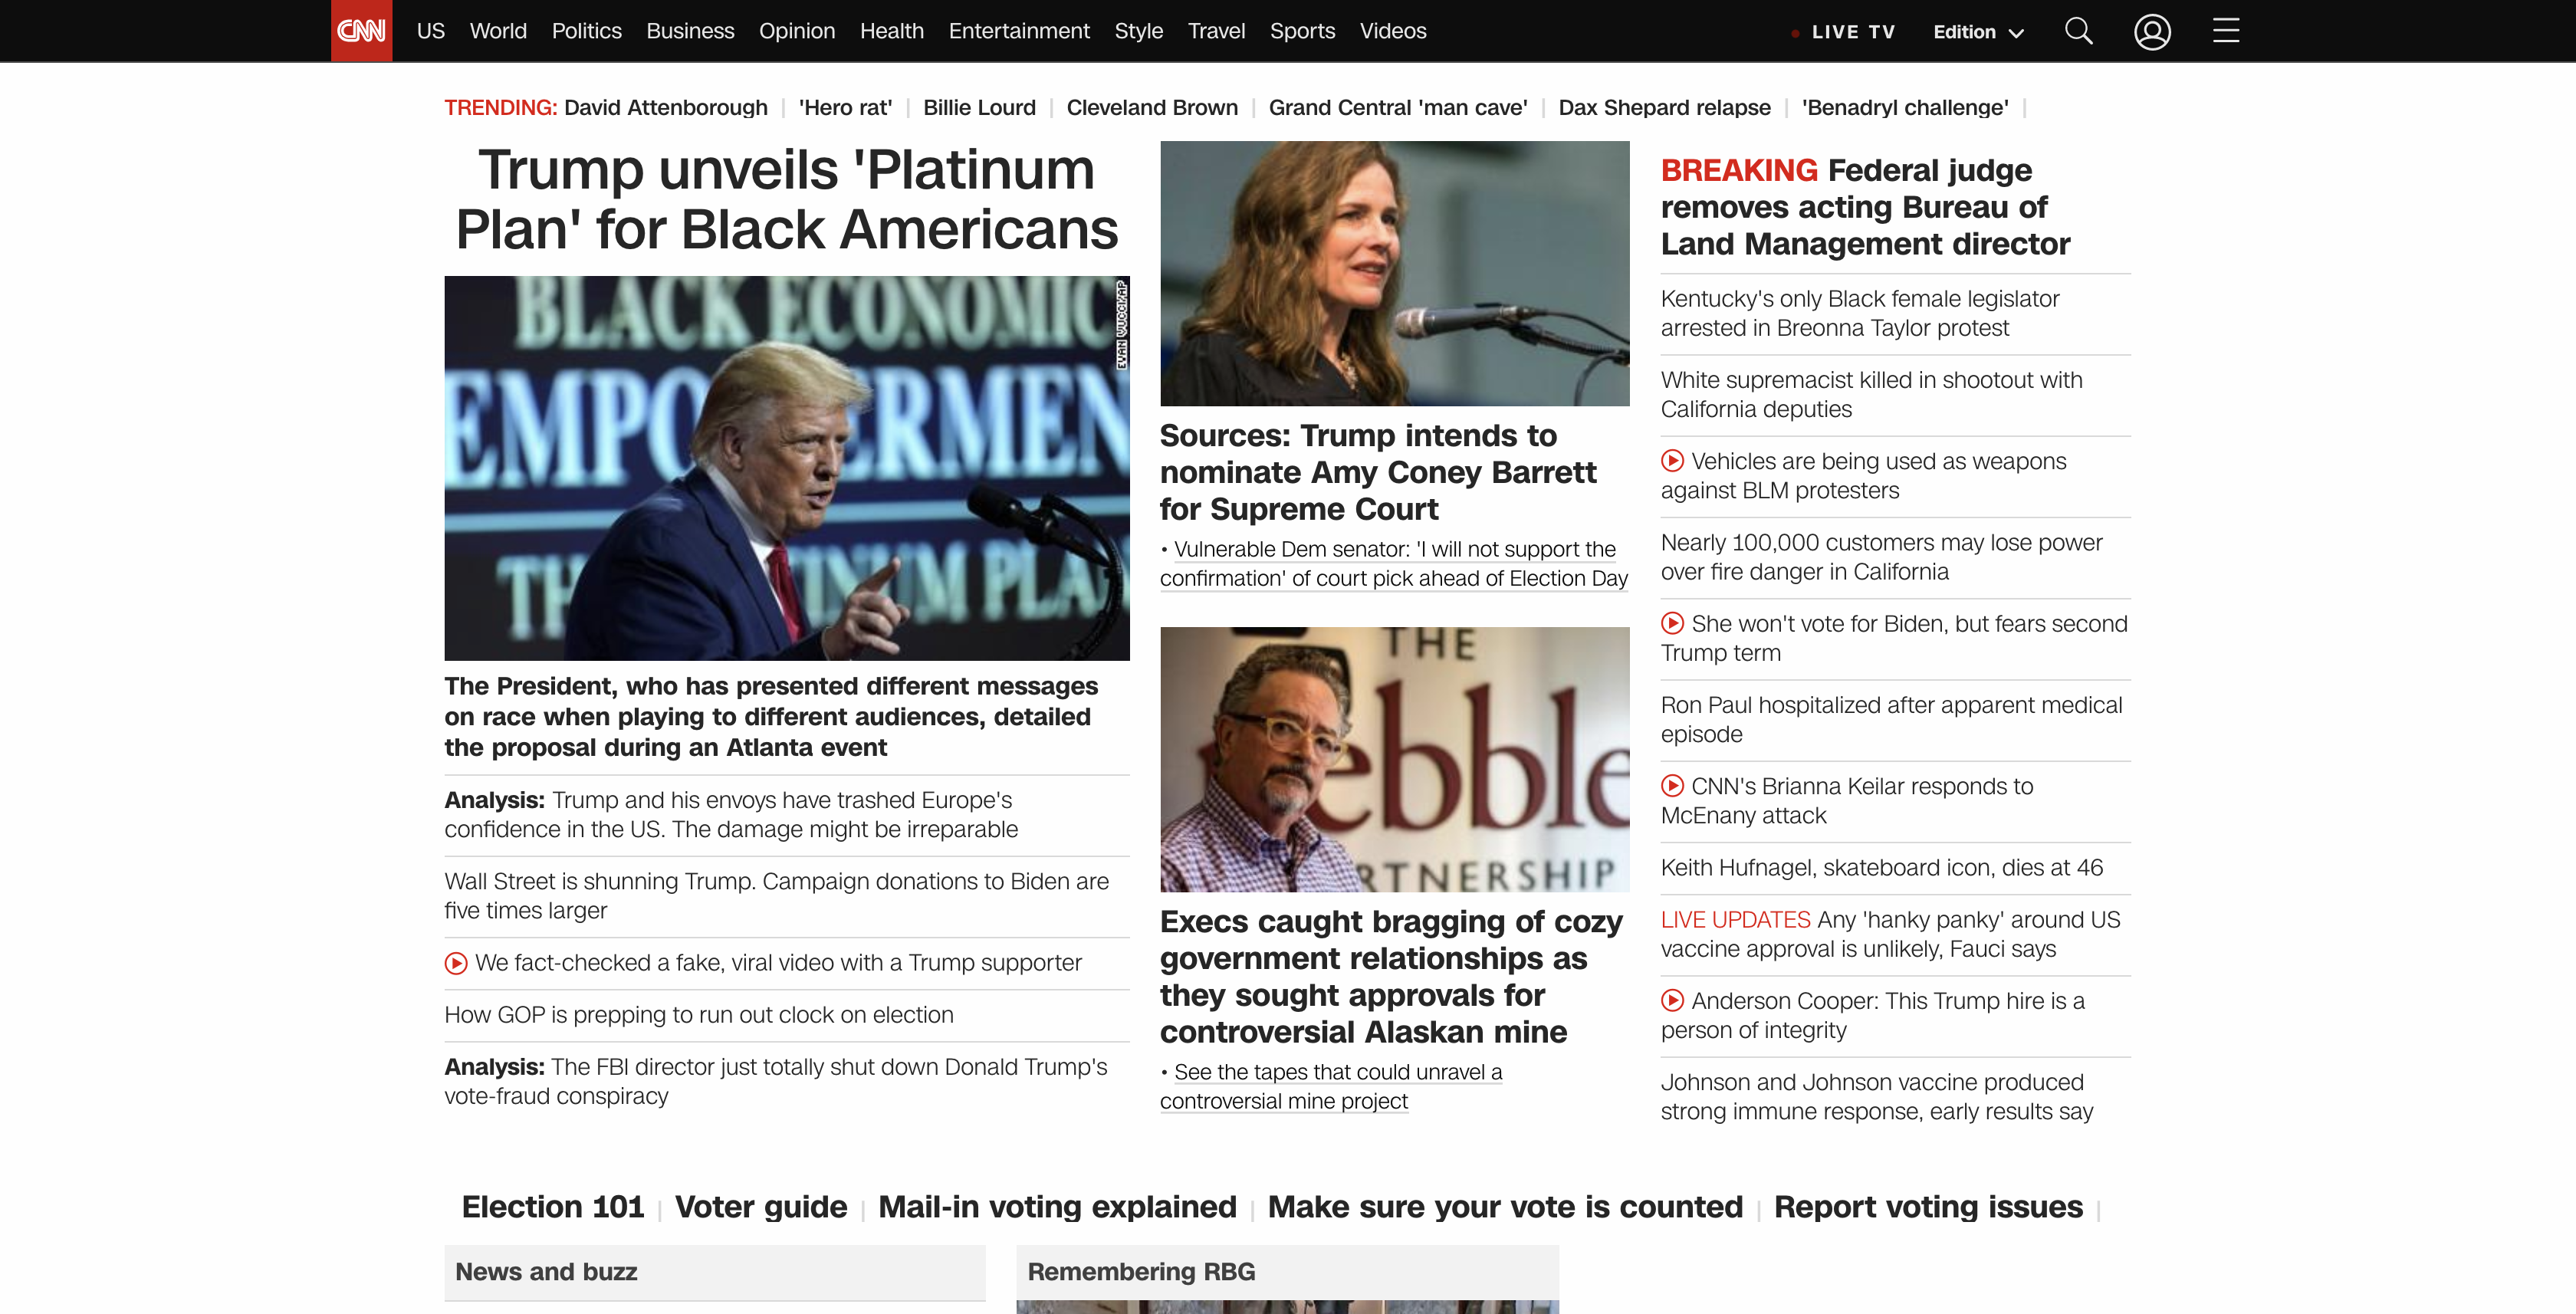 CNN
US World Politics Business Opinion Health Entertainment Style Travel Sports Videos
LIVE TV Edition
TRENDING: David Attenborough | 'Hero rat' | Billie Lourd | Cleveland Brown | Grand Central 'man cave' | Dax Shepard relapse | 'Benadryl challenge' |
Trump unveils 'Platinum
Plan' for Black Americans
BLACK ECONOMIC
EMPO ERMEN
TH INUM PLA
EVAN VUCCI/AP
The President, who has presented different messages
on race when playing to different audiences, detailed
the proposal during an Atlanta event
Analysis: Trump and his envoys have trashed Europe's
confidence in the US. The damage might be irreparable
Wall Street is shunning Trump. Campaign donations to Biden are
five times larger
We fact-checked a fake, viral video with a Trump supporter
How GOP is prepping to run out clock on election
Analysis: The FBI director just totally shut down Donald Trump's
vote-fraud conspiracy
Sources: Trump intends to
nominate Amy Coney Barrett
for Supreme Court
• Vulnerable Dem senator: 'I will not support the
confirmation' of court pick ahead of Election Day
THE
ebble
RTNERSHIP
Execs caught bragging of cozy
government relationships as
they sought approvals for
controversial Alaskan mine
• See the tapes that could unravel a
controversial mine project
BREAKING Federal judge
removes acting Bureau of
Land Management director
Kentucky's only Black female legislator
arrested in Breonna Taylor protest
White supremacist killed in shootout with
California deputies
Vehicles are being used as weapons
against BLM protesters
Nearly 100,000 customers may lose power
over fire danger in California
She won't vote for Biden, but fears second
Trump term
Ron Paul hospitalized after apparent medical
episode
CNN's Brianna Keilar responds to
McEnany attack
Keith Hufnagel, skateboard icon, dies at 46
LIVE UPDATES Any 'hanky panky' around US
vaccine approval is unlikely, Fauci says
Anderson Cooper: This Trump hire is a
person of integrity
Johnson and Johnson vaccine produced
strong immune response, early results say
Election 101 | Voter guide | Mail-in voting explained | Make sure your vote is counted | Report voting issues |
News and buzz
Remembering RBG